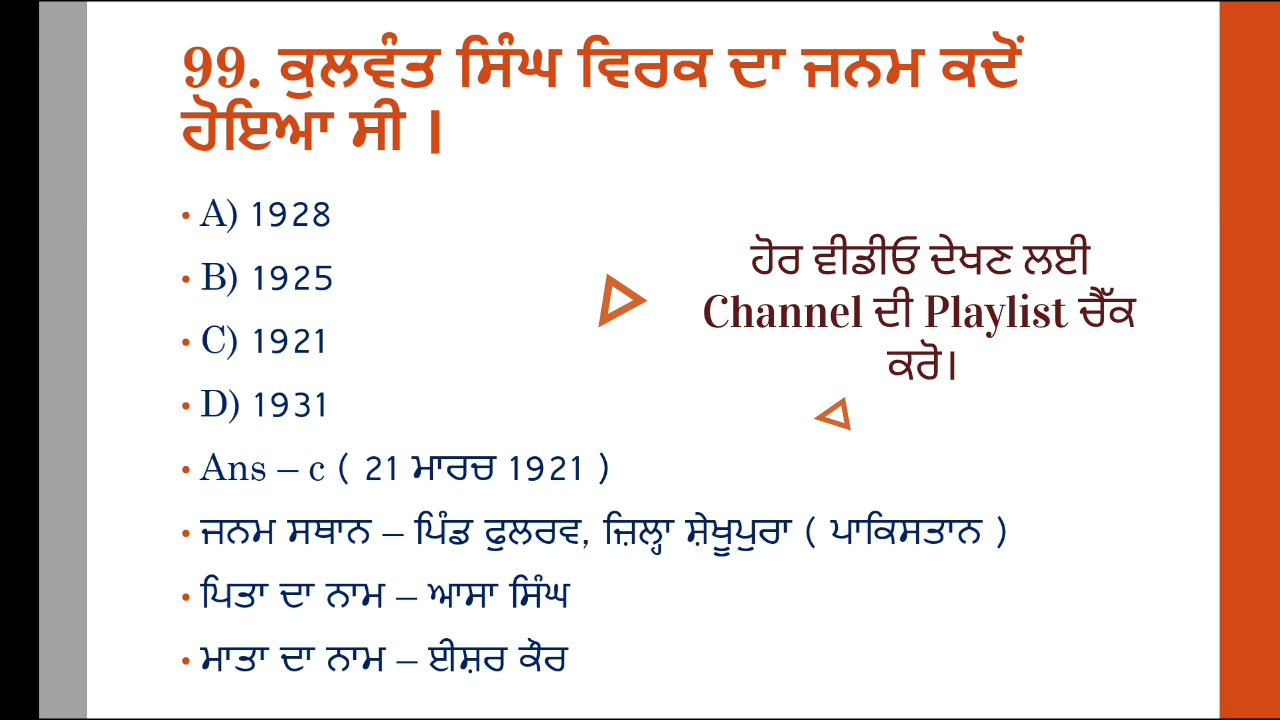 99. ਕੁਲਵੰਤ ਸਿੰਘ ਵਿਰਕ ਦਾ ਜਨਮ ਕਦੋਂ
ਹੋਇਆ ਸੀ ।
• A) 1928
• B) 1925
• C) 1921
• D) 1931
• Ans – c ( 21 ਮਾਰਚ 1921 )
• ਜਨਮ ਸਥਾਨ – ਪਿੰਡ ਫੁਲਰਵ, ਜ਼ਿਲ੍ਹਾ ਸ਼ੇਖੂਪੁਰਾ ( ਪਾਕਿਸਤਾਨ )
• ਪਿਤਾ ਦਾ ਨਾਮ – ਆਸਾ ਸਿੰਘ
• ਮਾਤਾ ਦਾ ਨਾਮ – ਈਸ਼ਰ ਕੌਰ
ਹੋਰ ਵੀਡੀਓ ਦੇਖਣ ਲਈ
Channel ਦੀ Playlist ਚੈੱਕ
ਕਰੋ।